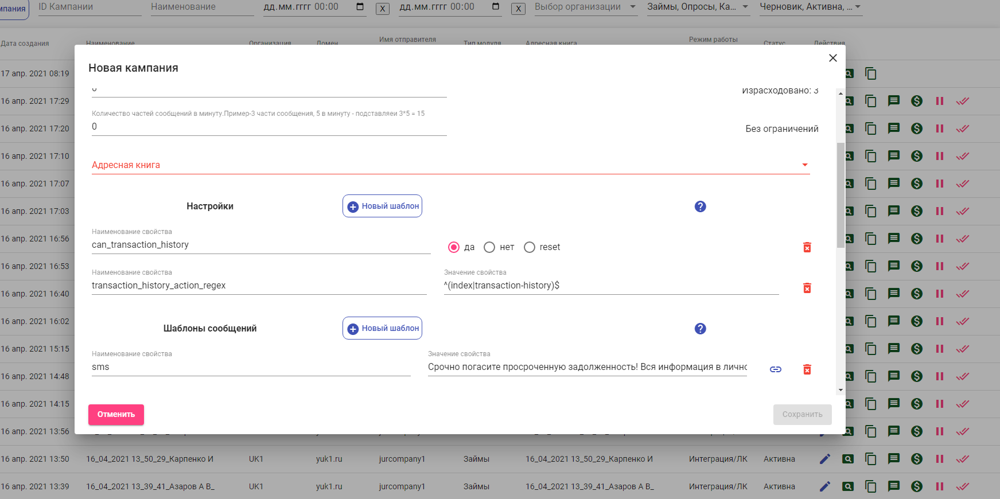 мпания
ID Кампании
Наименование
дд.мм.гггг 00:00
X
дд.мм.гггг 00:00
X
Выбор организации
Займы, Опросы, Ка...
Черновик, Активна, ...
Дата создания
Наименование
Организация
Домен
Имя отправителя
Тип модуля
Адресная книга
Режим работы
Статус
Действия
Новая кампания
17 апр. 2021 08:19
16 апр. 2021 17:29
16 апр. 2021 17:20
16 апр. 2021 17:10
16 апр. 2021 17:07
16 апр. 2021 17:03
16 апр. 2021 16:56
16 апр. 2021 16:53
16 апр. 2021 16:40
16 апр. 2021 16:02
16 апр. 2021 15:15
16 апр. 2021 14:48
16 апр. 2021 14:15
16 апр. 2021 13:56
Израсходовано: 3
Количество частей сообщений в минуту.Пример-3 части сообщения, 5 в минуту - подставляеи 3*5 = 15
0
Без ограничений
Адресная книга
Настройки
Новый шаблон
?
Наименование свойства
can_transaction_history
да
нет
reset
Наименование свойства
transaction_history_action_regex
Значение свойства
^(index|transaction-history)$
Шаблоны сообщений
Новый шаблон
?
Наименование свойства
sms
Значение свойства
Срочно погасите просроченную задолженность! Вся информация в лично
Отменить
Сохранить
16 апр. 2021 13:50 16_04_2021 13_50_29_Карпенко И UK1 yuk1.ru jurcompany1 Займы 16_04_2021 13_50_29_Карпенко И Интеграция/ЛК Активна
16 апр. 2021 13:39 16_04_2021 13_39_41_Азаров А В_ UK1 yuk1.ru jurcompany1 Займы 16_04_2021 13_39_41_Азаров А В_ Интеграция/ЛК Активна